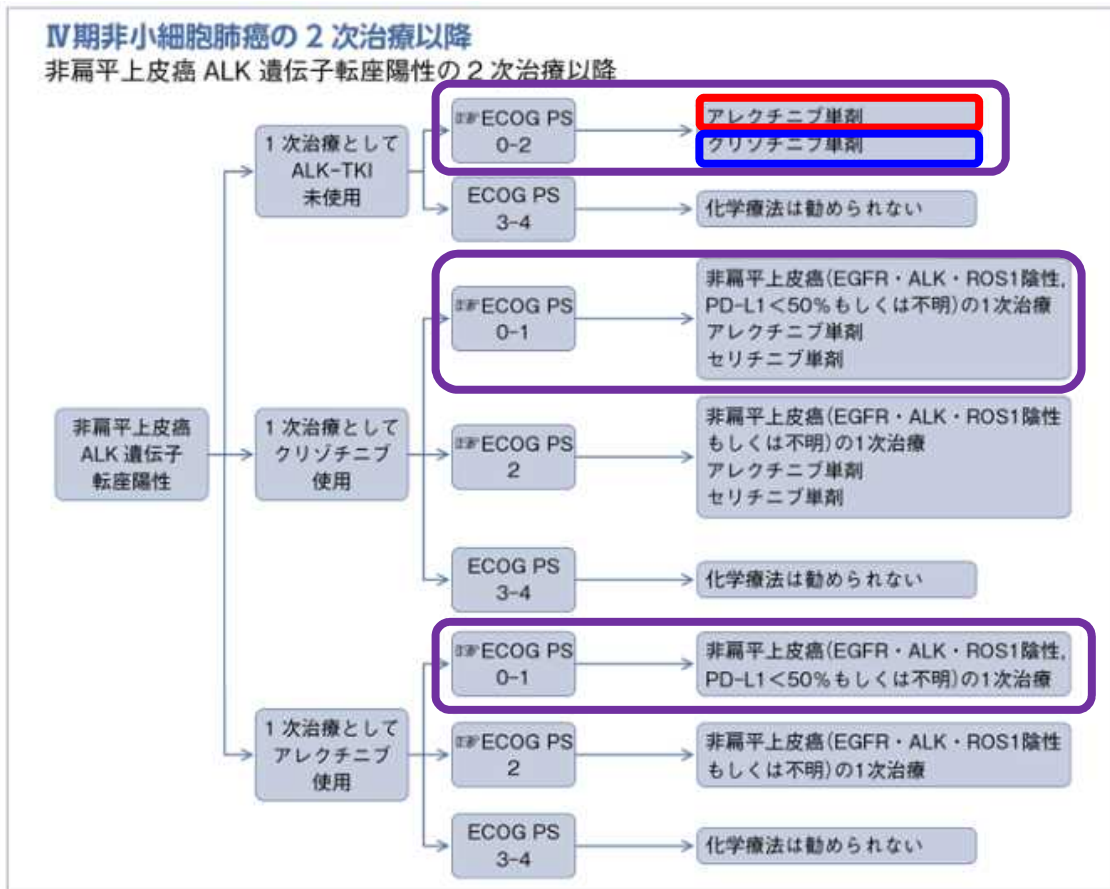 Ⅳ期非小細胞肺癌の2次治療以降
非扁平上皮癌 ALK 遺伝子転座陽性の2次治療以降
非扁平上皮癌
ALK 遺伝子
転座陽性
1次治療として
ALK-TKI
未使用
ECOG PS
0-2
アレクチニブ単剤
クリゾチニブ単剤
ECOG PS
3-4
化学療法は勧められない
1次治療として
クリゾチニブ
使用
ECOG PS
0-1
非扁平上皮癌(EGFR・ALK・ROS1陰性,
PD-L1<50%もしくは不明)の1次治療
アレクチニブ単剤
セリチニブ単剤
ECOG PS
2
非扁平上皮癌(EGFR・ALK・ROS1陰性
もしくは不明)の1次治療
アレクチニブ単剤
セリチニブ単剤
ECOG PS
3-4
化学療法は勧められない
1次治療として
アレクチニブ
使用
ECOG PS
0-1
非扁平上皮癌(EGFR・ALK・ROS1陰性,
PD-L1<50%もしくは不明)の1次治療
ECOG PS
2
非扁平上皮癌(EGFR・ALK・ROS1陰性
もしくは不明)の1次治療
ECOG PS
3-4
化学療法は勧められない